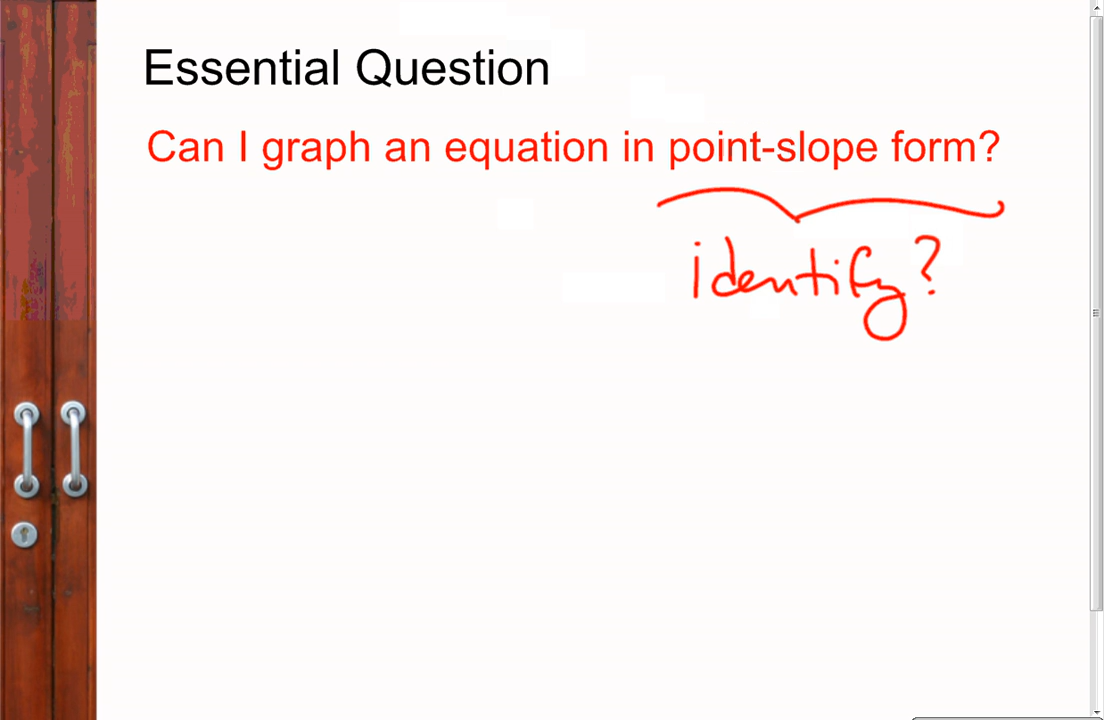 Essential Question
Can I graph an equation in point-slope form?
identify?